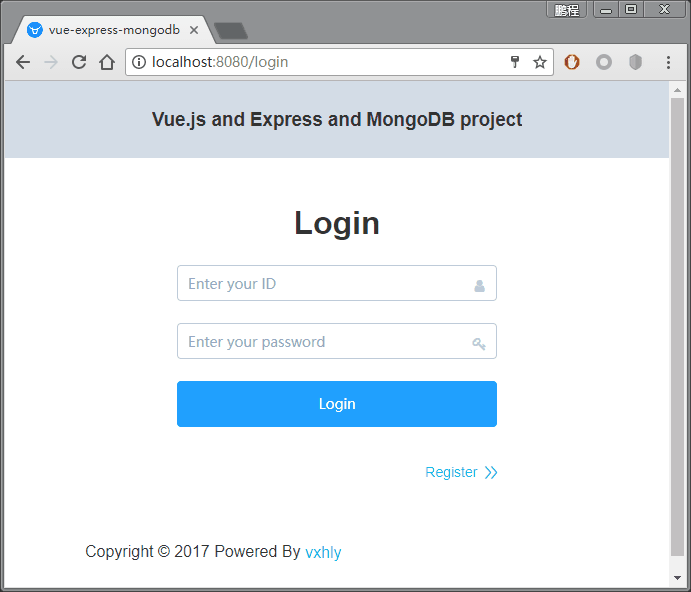 鹏程
vue-express-mongodb
localhost:8080/login
Vue.js and Express and MongoDB project
Login
Enter your ID
Enter your password
Login
Register
Copyright © 2017 Powered By vxhly